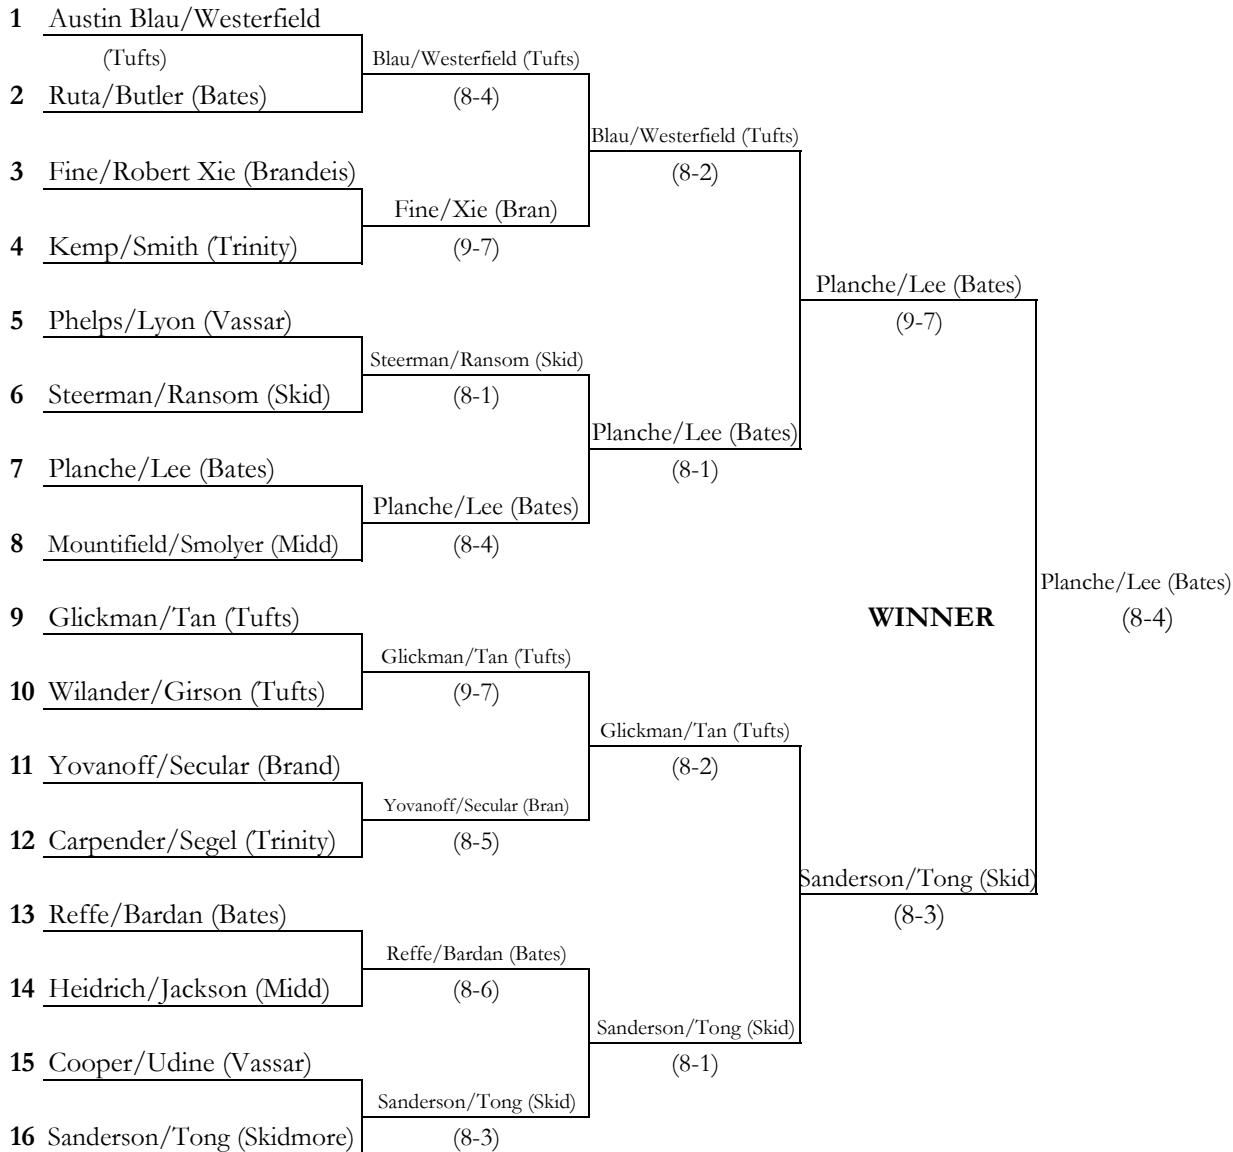 1 Austin Blau/Westerfield
(Tufts)
Blau/Westerfield (Tufts)
2 Ruta/Butler (Bates)
(8-4)
Blau/Westerfield (Tufts)
3 Fine/Robert Xie (Brandeis)
(8-2)
Fine/Xie (Bran)
4 Kemp/Smith (Trinity)
(9-7)
Planche/Lee (Bates)
5 Phelps/Lyon (Vassar)
(9-7)
Steerman/Ransom (Skid)
6 Steerman/Ransom (Skid)
(8-1)
Planche/Lee (Bates)
7 Planche/Lee (Bates)
(8-1)
Planche/Lee (Bates)
8 Mountifield/Smolyer (Midd)
(8-4)
Planche/Lee (Bates)
9 Glickman/Tan (Tufts)
WINNER
(8-4)
Glickman/Tan (Tufts)
10 Wilander/Girson (Tufts)
(9-7)
Glickman/Tan (Tufts)
11 Yovanoff/Secular (Brand)
(8-2)
Yovanoff/Secular (Bran)
12 Carpender/Segel (Trinity)
(8-5)
Sanderson/Tong (Skid)
13 Reffe/Bardan (Bates)
(8-3)
Reffe/Bardan (Bates)
14 Heidrich/Jackson (Midd)
(8-6)
Sanderson/Tong (Skid)
15 Cooper/Udine (Vassar)
(8-1)
Sanderson/Tong (Skid)
16 Sanderson/Tong (Skidmore)
(8-3)